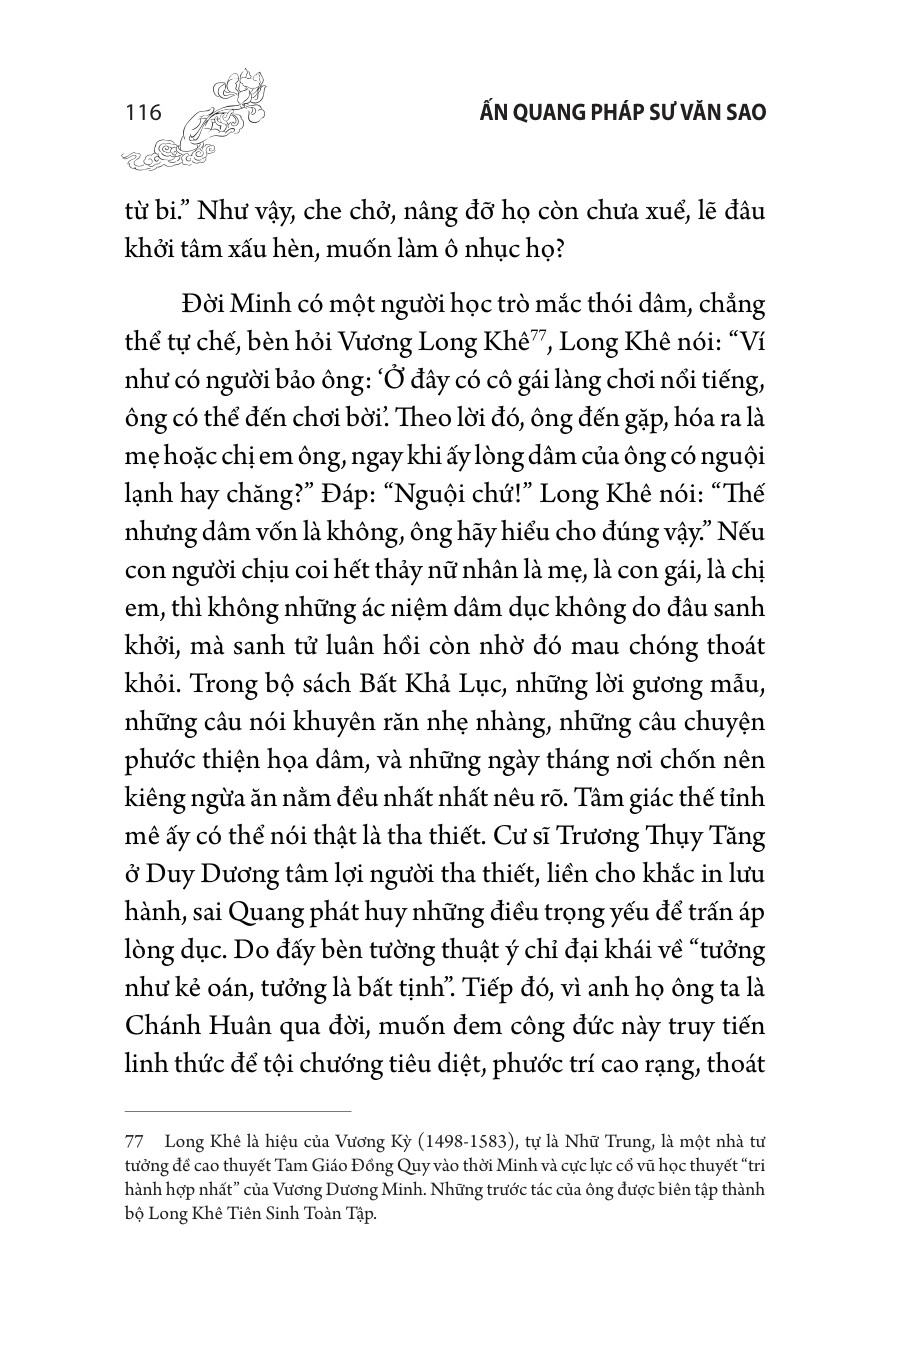 116
ẤN QUANG PHÁP SƯ VĂN SAO
từ bi.” Như vậy, che chở, nâng đỡ họ còn chưa xuể, lẽ đâu
khởi tâm xấu hèn, muốn làm ô nhục họ?
Đời Minh có một người học trò mắc thói dâm, chẳng
thể tự chế, bèn hỏi Vương Long Khê77, Long Khê nói: “Ví
như có người bảo ông: ‘Ở đây có cô gái làng chơi nổi tiếng,
ông có thể đến chơi bời’. Theo lời đó, ông đến gặp, hóa ra là
mẹ hoặc chị em ông, ngay khi ấy lòng dâm của ông có nguội
lạnh hay chăng?” Đáp: “Nguội chứ!” Long Khê nói: “Thế
nhưng dâm vốn là không, ông hãy hiểu cho đúng vậy.” Nếu
con người chịu coi hết thảy nữ nhân là mẹ, là con gái, là chị
em, thì không những ác niệm dâm dục không do đâu sanh
khởi, mà sanh tử luân hồi còn nhờ đó mau chóng thoát
khỏi. Trong bộ sách Bất Khả Lục, những lời gương mẫu,
những câu nói khuyên răn nhẹ nhàng, những câu chuyện
phước thiện họa dâm, và những ngày tháng nơi chốn nên
kiêng ngừa ăn nằm đều nhất nhất nêu rõ. Tâm giác thế tỉnh
mê ấy có thể nói thật là tha thiết. Cư sĩ Trương Thụy Tăng
ở Duy Dương tâm lợi người tha thiết, liền cho khắc in lưu
hành, sai Quang phát huy những điều trọng yếu để trấn áp
lòng dục. Do đấy bèn tường thuật ý chỉ đại khái về “tưởng
như kẻ oán, tưởng là bất tịnh”. Tiếp đó, vì anh họ ông ta là
Chánh Huân qua đời, muốn đem công đức này truy tiến
linh thức để tội chướng tiêu diệt, phước trí cao rạng, thoát
77 Long Khê là hiệu của Vương Kỳ (1498-1583), tự là Nhữ Trung, là một nhà tư
tưởng đề cao thuyết Tam Giáo Đồng Quy vào thời Minh và cực lực cổ vũ học thuyết “tri
hành hợp nhất” của Vương Dương Minh. Những trước tác của ông được biên tập thành
bộ Long Khê Tiên Sinh Toàn Tập.